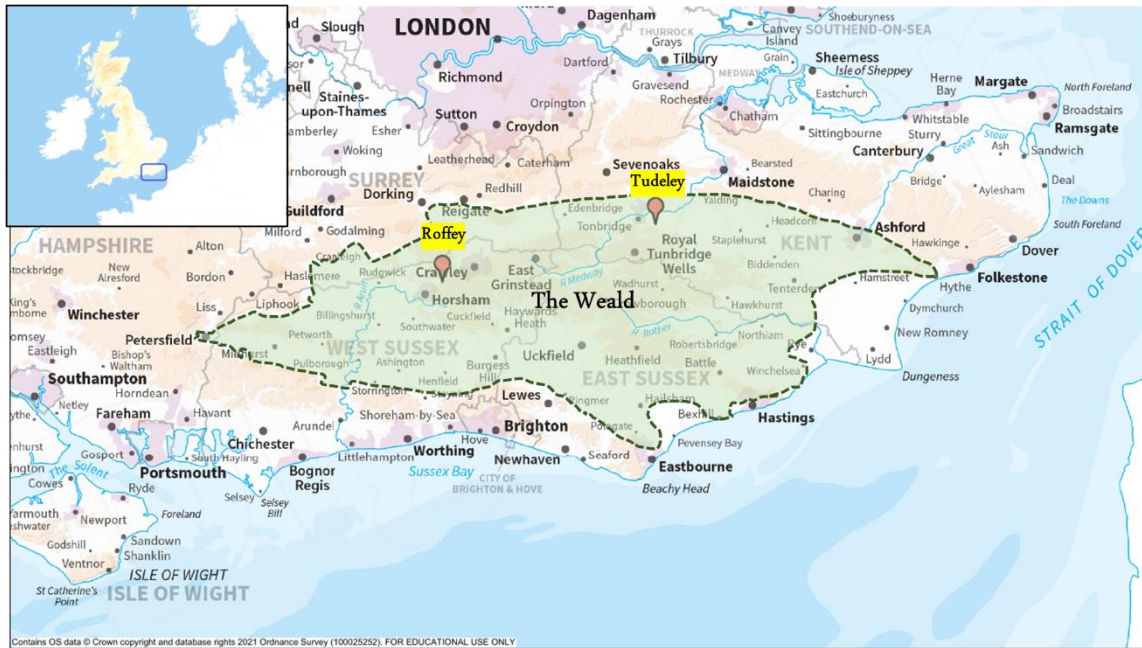 LONDON
Slough
Richmond
Staines-
upon-Thames
Dagenham
THURROCK
Grays
Tilbury
Dartford
Gravesend
MEDWAY
Rochester
Chatham
Canvey
Island
Shoeburyness
SOUTHEND-ON-SEA
Grain
Sheerness
Isle of Sheppey
Eastchurch
Herne
Bay
Margate
North Foreland
Broadstairs
Ramsgate
Whitstable
Sturry
Great Stour
Ash
Sandwich
Sittingbourne
Canterbury
Bridge
Aylesham
Deal
The Downs
South Foreland
Dover
Hawkinge
Folkestone
Hythe
STRAIT OF DOVER
Sutton
Croydon
Orpington
Esher
Woking
Leatherhead
Caterham
SURREY
Dorking
Redhill
Reigate
Guildford
Godalming
Milford
Sevenoaks
Tudeley
Maidstone
Bearsted
Charing
Yalding
Edenbridge
Tonbridge
Headcorn
Staplehurst
KENT
Ashford
Royal
Tunbridge
Wells
Biddenden
Tenterden
Hamstreet
Dymchurch
New Romney
Lydd
Dungeness
Roffey
Crawley
East
Grinstead
R Medway
Wadhurst
Hawkhurst
The Weald
Horsham
Cranleigh
Rudgwick
Haslemere
R Arun
Billingshurst
Southwater
Cuckfield
Haywards
Heath
Rother
Robertsbridge
Northiam
Rye
Uckfield
Heathfield
Battle
Winchelsea
WEST SUSSEX
EAST SUSSEX
Petworth
Midhurst
Pulborough
Ashington
Henfield
Burgess
Hill
Storrington
Steyning
Lewes
Ringmer
Hailsham
Polegate
Bexhill
Hastings
Pevensey Bay
Eastbourne
Beachy Head
Seaford
Newhaven
Brighton
Hove
CITY OF
BRIGHTON & HOVE
Shoreham-by-Sea
Worthing
Sussex Bay
Littlehampton
Arundel
Bognor
Regis
Chichester
Selsey
Selsey
Bill
HAMPSHIRE
Alton
New
Alresford
Bordon
Liss
Liphook
Winchester
Petersfield
Bishop's
Waltham
Eastleigh
Southampton
Horndean
Netley
Fareham
Havant
Gosport
Portsmouth
South Hayling
The Solent
Cowes
Ryde
Foreland
Newport
Godshill
Sandown
Shanklin
Ventnor
ISLE OF WIGHT
St Catherine's
Point
ISLE OF WIGHT
Contains OS data © Crown copyright and database rights 2021 Ordnance Survey (100025252). FOR EDUCATIONAL USE ONLY